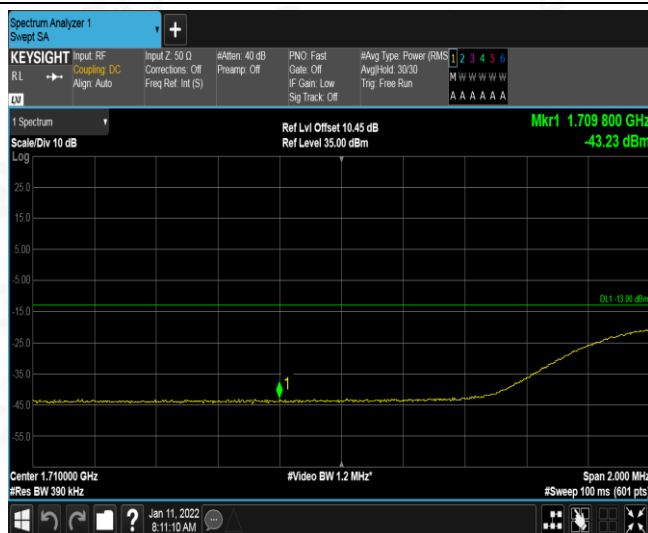 Spectrum Analyzer 1
Swept SA
KEYSIGHT
RL
Input: RF
Coupling: DC
Align: Auto
Input Z: 50 Ω
Corrections: Off
Freq Ref: Int (S)
#Atten: 40 dB
Preamp: Off
PNO: Fast
Gate: Off
IF Gain: Low
Sig Track: Off
#Avg Type: Power (RMS
Avg|Hold: 30/30
Trig: Free Run
1 2 3 4 5 6
M W W W W W
A A A A A A
1 Spectrum
Scale/Div 10 dB
Ref Lvl Offset 10.45 dB
Ref Level 35.00 dBm
Mkr1 1.709 800 GHz
-43.23 dBm
Log
25.0
15.0
5.00
-5.00
DL1 -13.00 dBm
-15.0
-25.0
-35.0
1
-45.0
-55.0
Center 1.710000 GHz
#Video BW 1.2 MHz*
Span 2.000 MHz
#Res BW 390 kHz
#Sweep 100 ms (601 pts)
?
Jan 11, 2022
8:11:10 AM